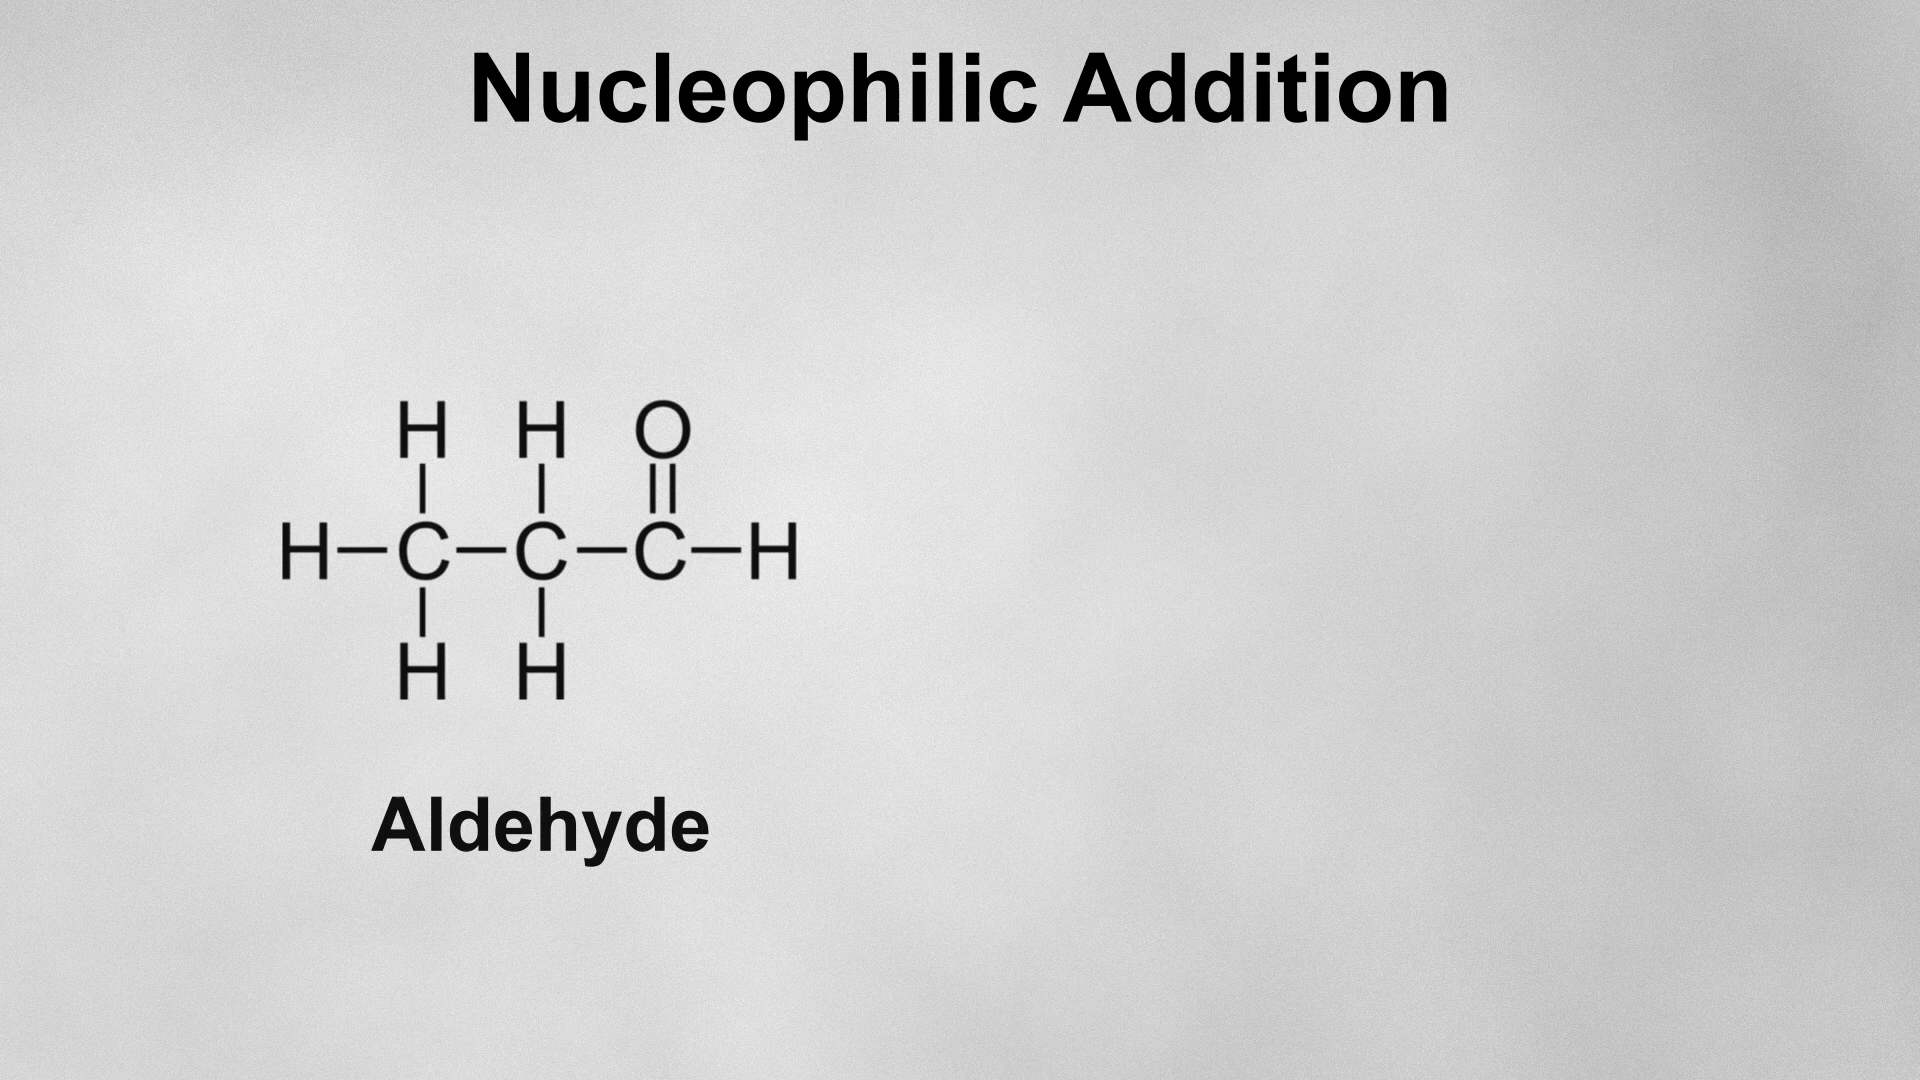 Nucleophilic Addition
H H O
H C C C H
H H
Aldehyde